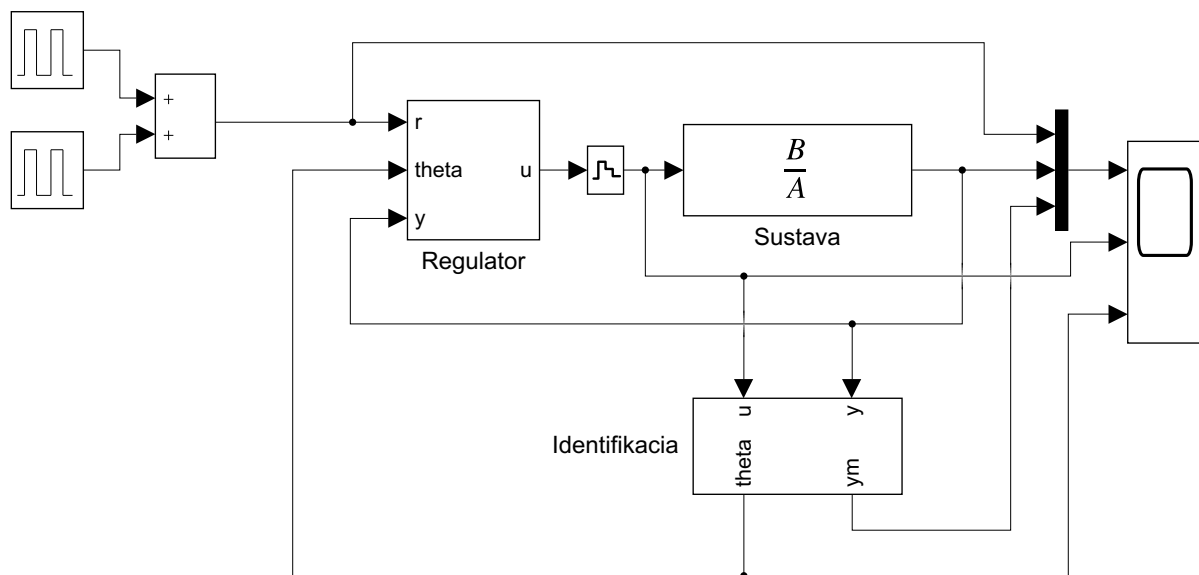 +
+
r
theta
u
y
Regulator
B
A
Sustava
Identifikacia
u
y
theta
ym